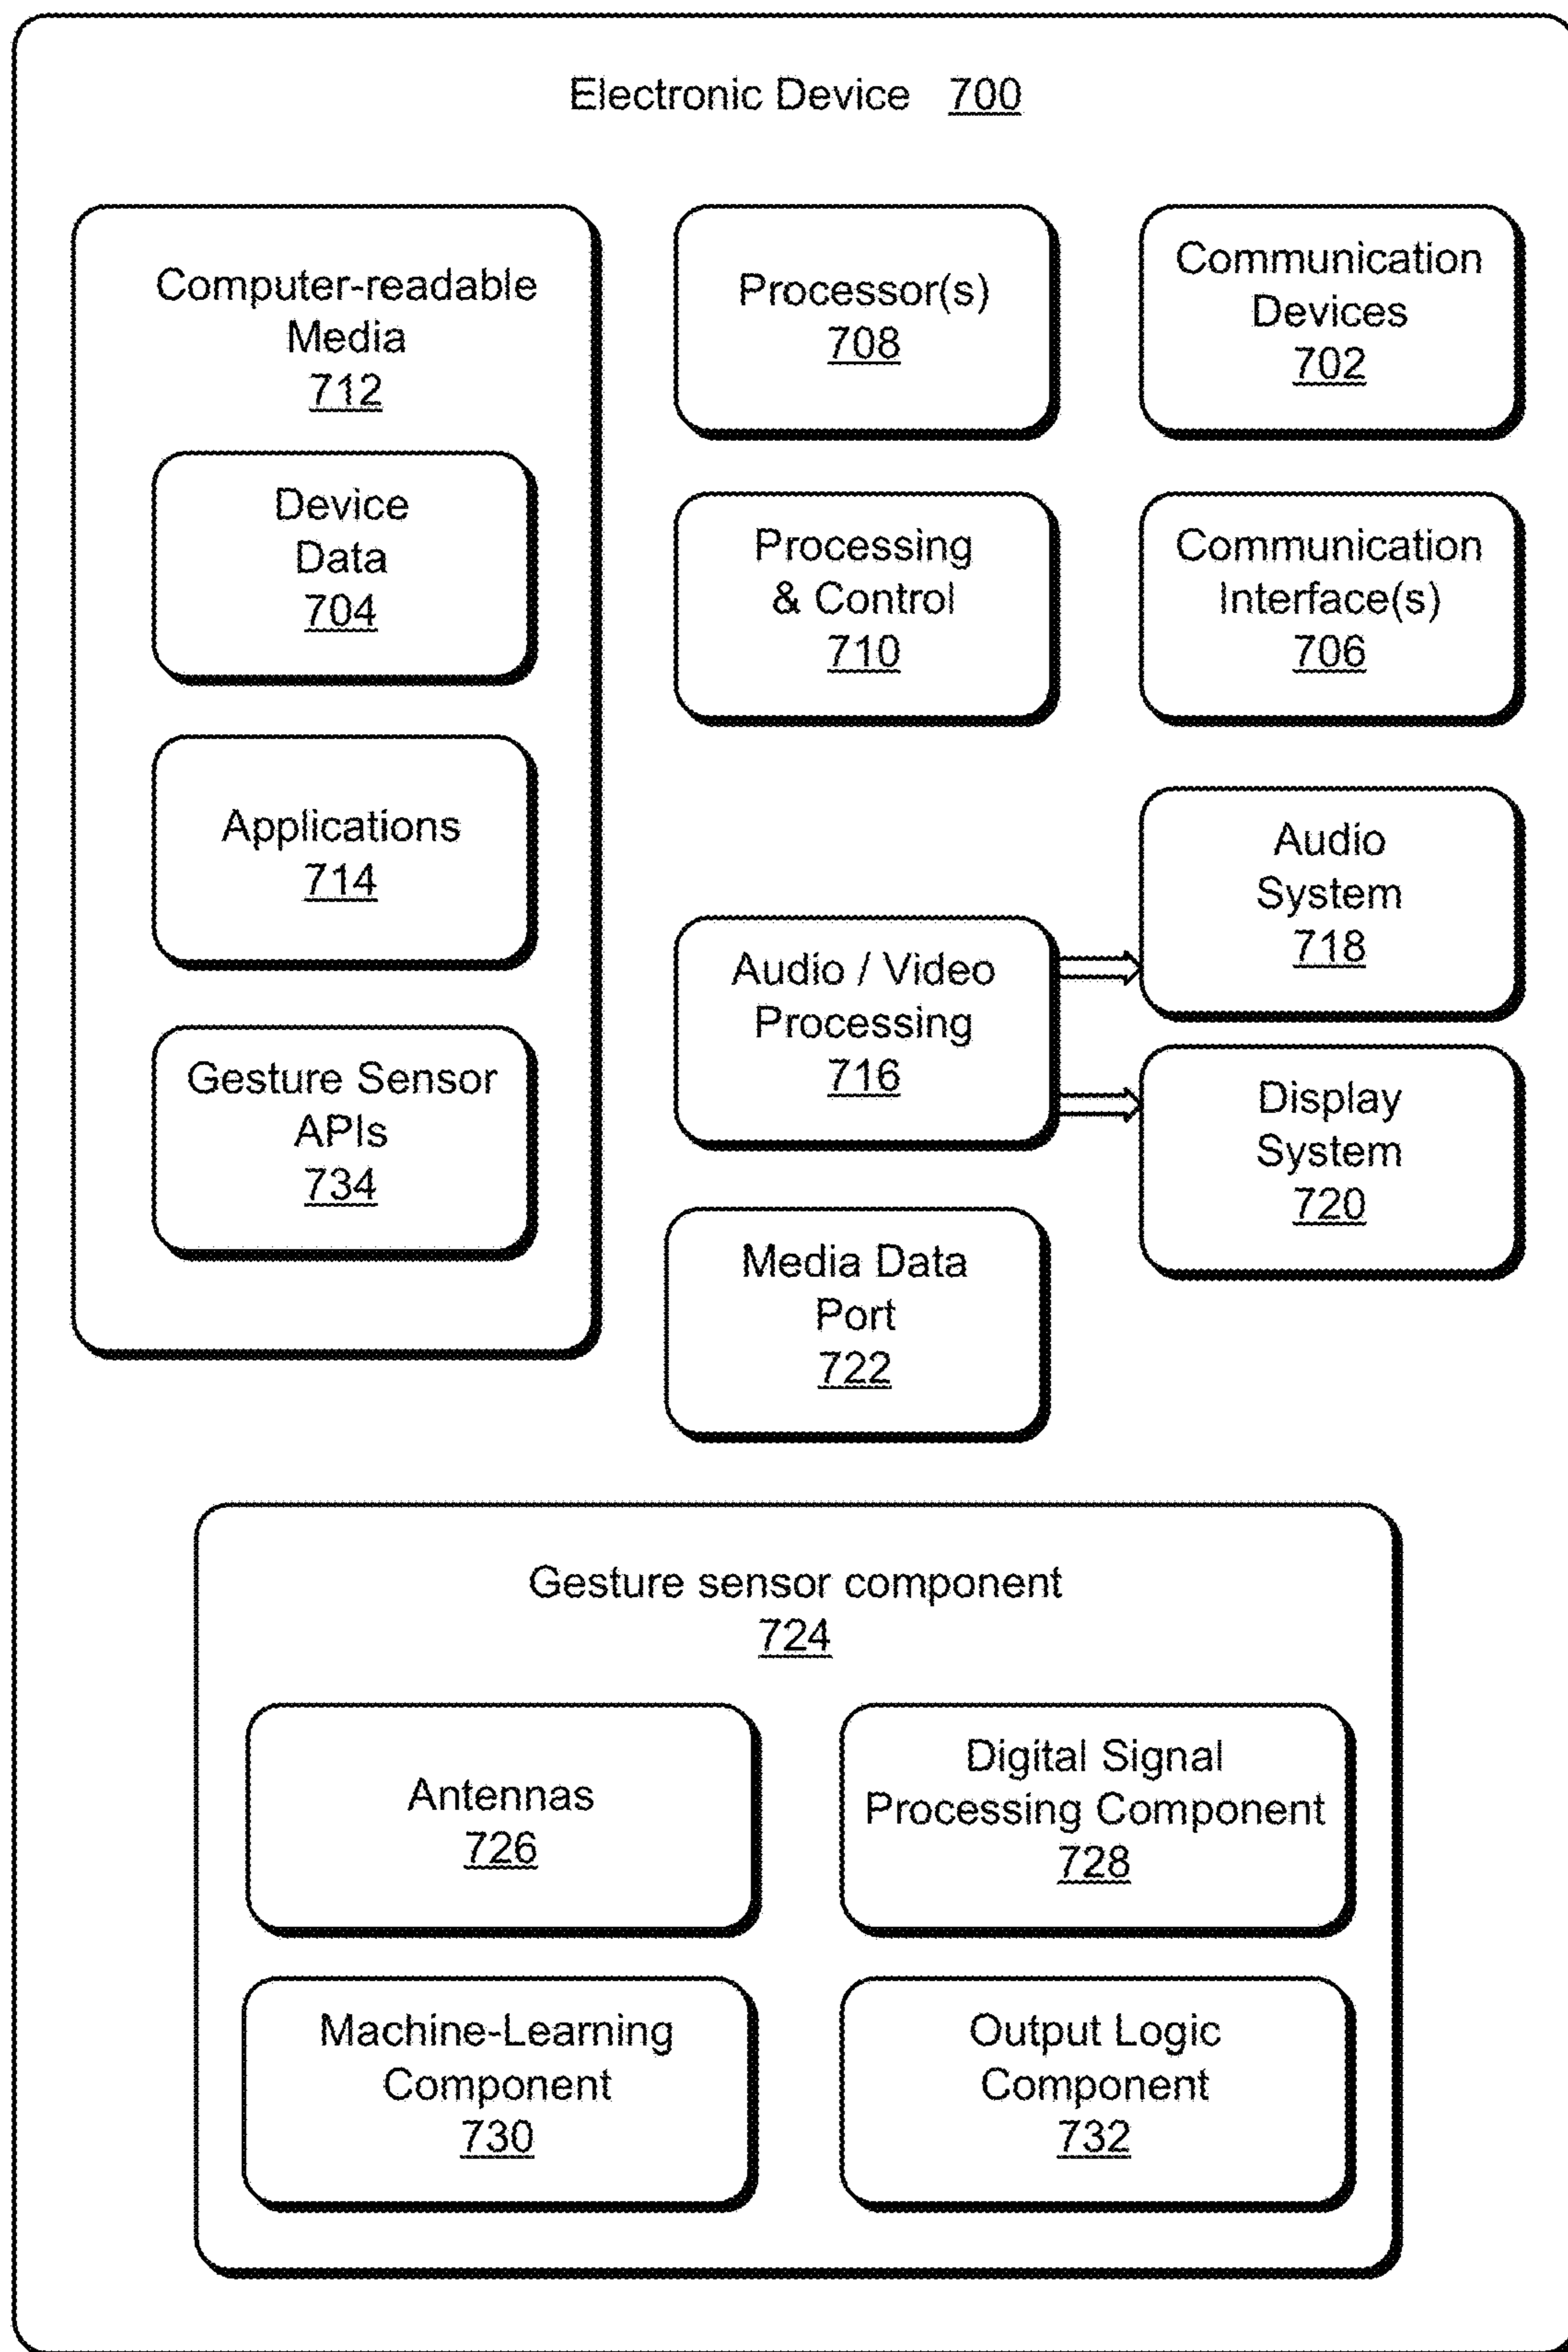 Electronic Device 700
Computer-readable
Media
712
Device
Data
704
Applications
714
Gesture Sensor
APIs
734
Processor(s)
708
Processing
& Control
710
Audio / Video
Processing
716
Media Data
Port
722
Communication
Devices
702
Communication
Interface(s)
706
Audio
System
718
Display
System
720
Gesture sensor component
724
Antennas
726
Digital Signal
Processing Component
728
Machine-Learning
Component
730
Output Logic
Component
732